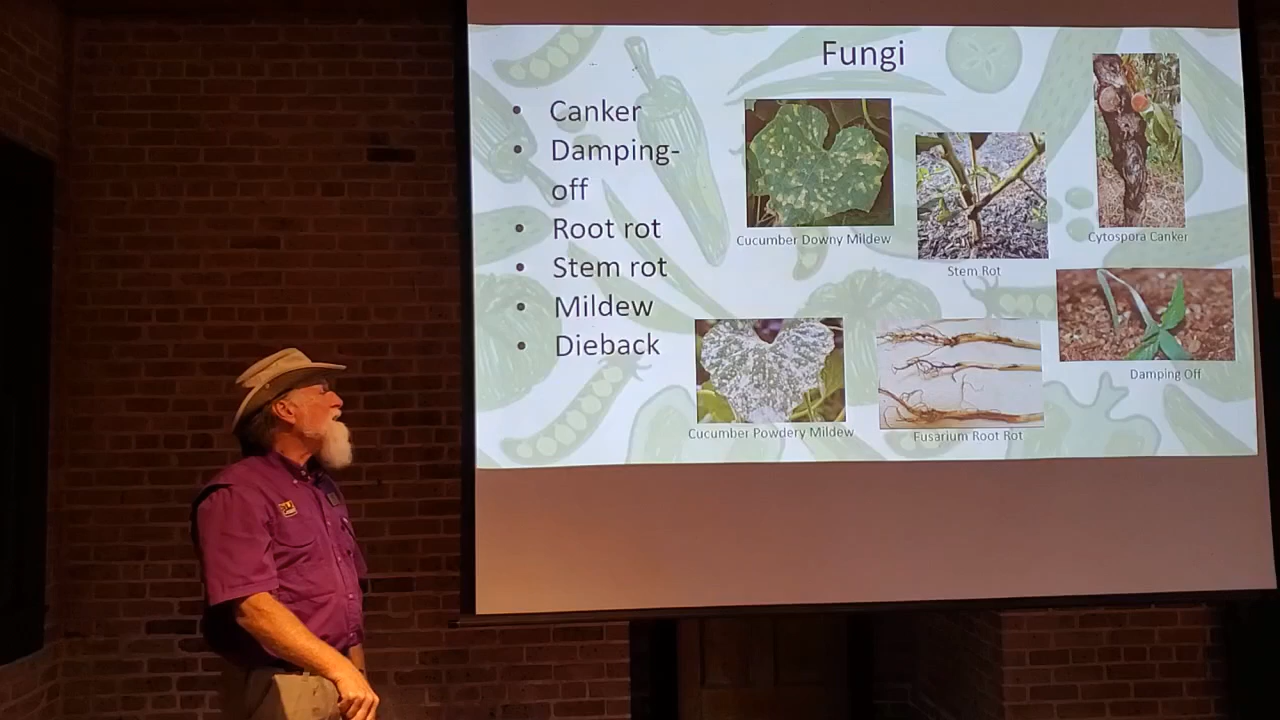 Fungi
• Canker
• Damping-
off
• Root rot
• Stem rot
• Mildew
• Dieback
Cucumber Downy Mildew
Stem Rot
Cytospora Canker
Cucumber Powdery Mildew
Fusarium Root Rot
Damping Off